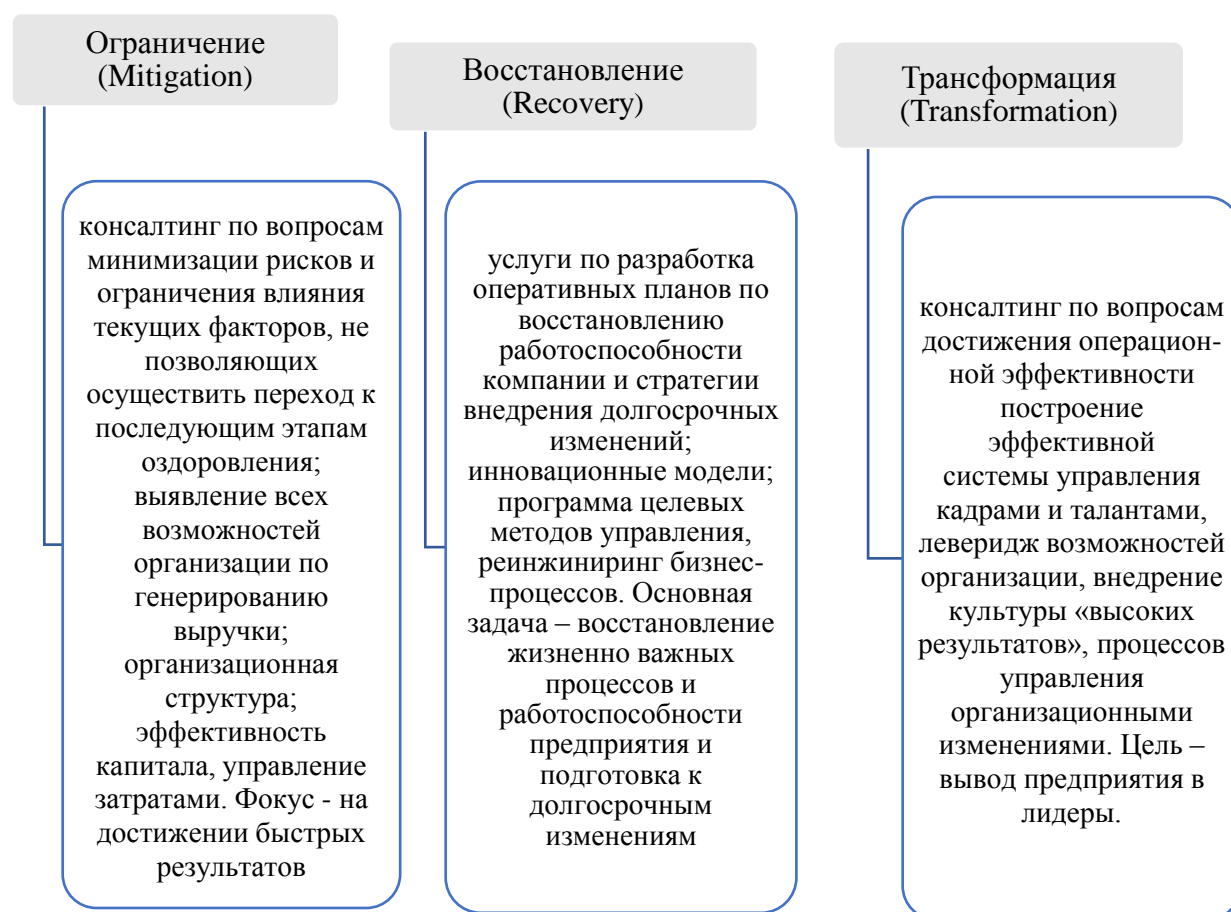 Ограничение
(Mitigation)
консалтинг по вопросам
минимизации рисков и
ограничения влияния
текущих факторов, не
позволяющих
осуществить переход к
последующим этапам
оздоровления;
выявление всех
возможностей
организации по
генерированию
выручки;
организационная
структура;
эффективность
капитала, управление
затратами. Фокус - на
достижении быстрых
результатов
Восстановление
(Recovery)
услуги по разработка
оперативных планов по
восстановлению
работоспособности
компании и стратегии
внедрения долгосрочных
изменений;
инновационные модели;
программа целевых
методов управления,
реинжиниринг бизнес-
процессов. Основная
задача – восстановление
жизненно важных
процессов и
работоспособности
предприятия и
подготовка к
долгосрочным
изменениям
Трансформация
(Transformation)
консалтинг по вопросам
достижения операцион-
ной эффективности
построение
эффективной
системы управления
кадрами и талантами,
леверидж возможностей
организации, внедрение
культуры «высоких
результатов», процессов
управления
организационными
изменениями. Цель –
вывод предприятия в
лидеры.